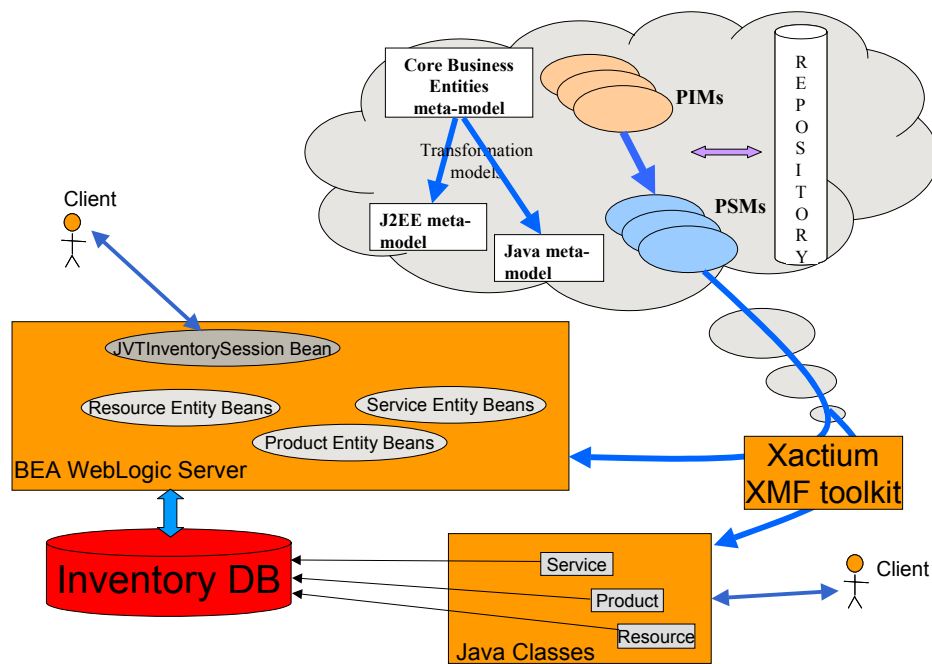 Core Business
Entities
meta-model
PIMs
REPOSITORY
Transformation
models
PSMs
J2EE meta-
model
Java meta-
model
Client
JVTInventorySession Bean
Resource Entity Beans
Service Entity Beans
Product Entity Beans
BEA WebLogic Server
Xactium
XMF toolkit
Inventory DB
Service
Product
Resource
Java Classes
Client